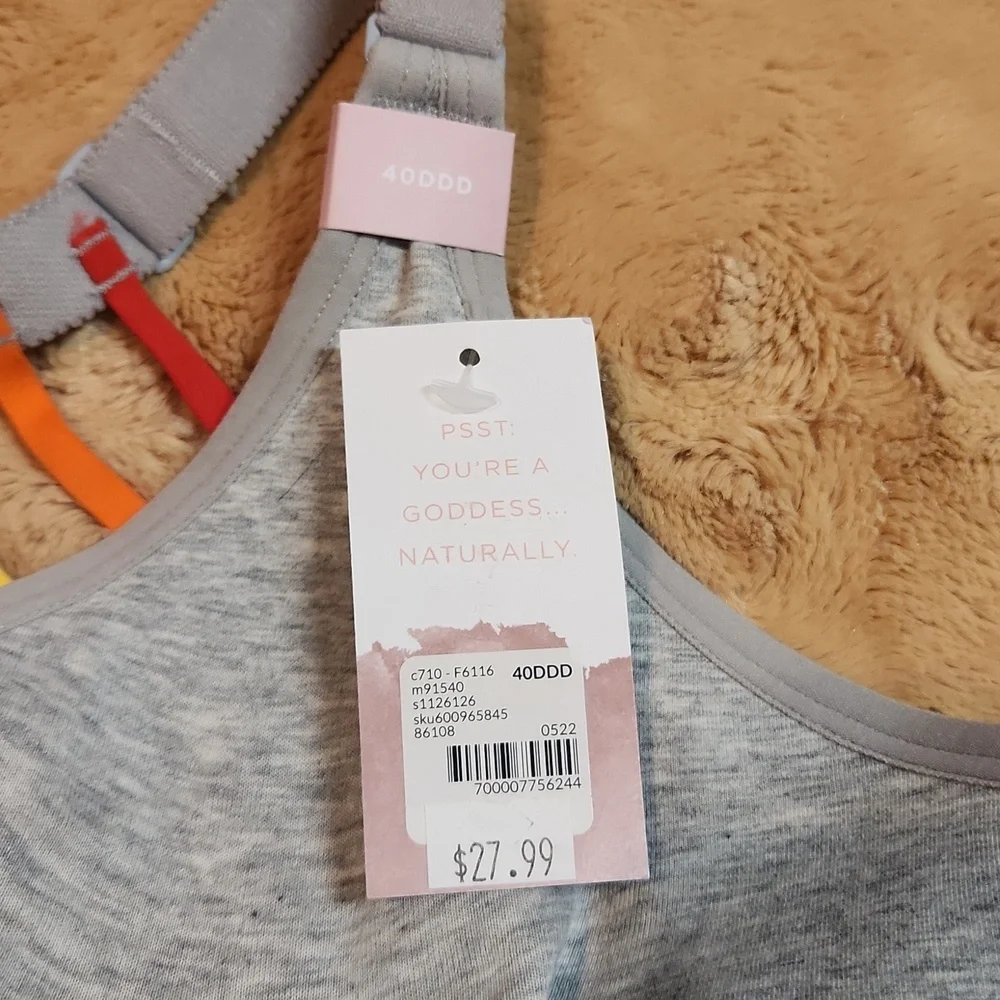 40DDD
PSST:
YOU'RE A
GODDESS...
NATURALLY.
c710 - F6116 40DDD
m91540
s1126126
sku600965845
86108 0522
700007756244
$27.99